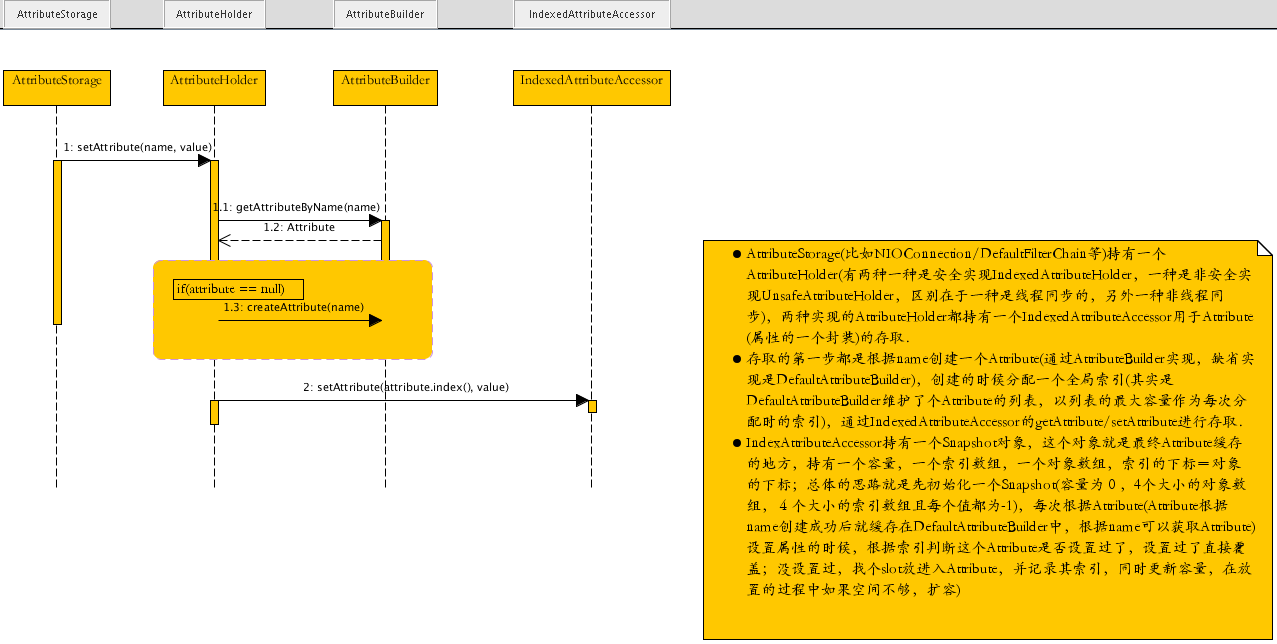 AttributeStorage
AttributeHolder
AttributeBuilder
IndexedAttributeAccessor
AttributeStorage
AttributeHolder
AttributeBuilder
IndexedAttributeAccessor
1: setAttribute(name, value)
1.1: getAttributeByName(name)
1.2: Attribute
if(attribute == null)
1.3: createAttribute(name)
2: setAttribute(attribute.index(), value)
● AttributeStorage(比如NIOConnection/DefaultFilterChain等)持有一个
AttributeHolder(有两种一种是安全实现IndexedAttributeHolder，一种是非安全实
现UnsafeAttributeHolder，区别在于一种是线程同步的，另外一种非线程同
步)，两种实现的AttributeHolder都持有一个IndexedAttributeAccessor用于Attribute
(属性的一个封装)的存取．
● 存取的第一步都是根据name创建一个Attribute(通过AttributeBuilder实现，缺省实
现是DefaultAttributeBuilder)，创建的时候分配一个全局索引(其实是
DefaultAttributeBuilder维护了个Attribute的列表，以列表的最大容量作为每次分
配时的索引)，通过IndexedAttributeAccessor的getAttribute/setAttribute进行存取．
● IndexAttributeAccessor持有一个Snapshot对象，这个对象就是最终Attribute缓存
的地方，持有一个容量，一个索引数组，一个对象数组，索引的下标＝对象
的下标；总体的思路就是先初始化一个Snapshot(容量为０，4个大小的对象数
组，４个大小的索引数组且每个值都为-1)，每次根据Attribute(Attribute根据
name创建成功后就缓存在DefaultAttributeBuilder中，根据name可以获取Attribute)
设置属性的时候，根据索引判断这个Attribute是否设置过了，设置过了直接覆
盖；没设置过，找个slot放进入Attribute，并记录其索引，同时更新容量，在放
置的过程中如果空间不够，扩容)